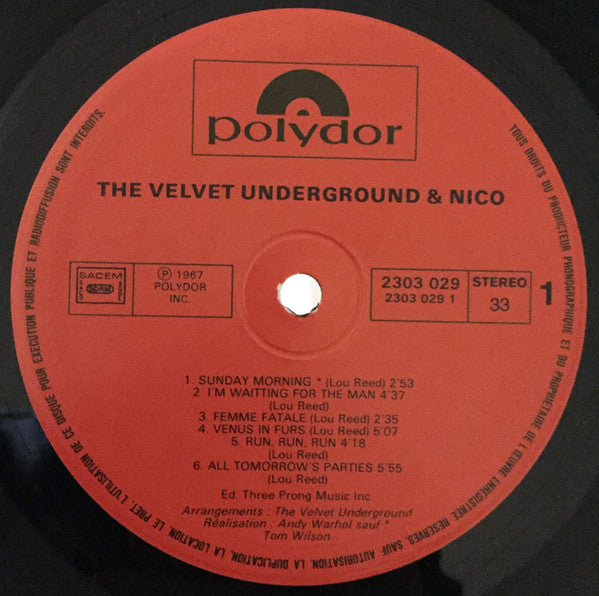 polydor
THE VELVET UNDERGROUND & NICO
SACEM
SACD SDRM SGDL
℗ 1967
POLYDOR
INC.
2303 029
2303 029 1
STEREO
33
1
1. SUNDAY MORNING * (Lou Reed) 2'53
2. I'M WAITTING FOR THE MAN 4'37
(Lou Reed)
3. FEMME FATALE (Lou Reed) 2'35
4. VENUS IN FURS (Lou Reed) 5'07
5. RUN, RUN, RUN 4'18
(Lou Reed)
6. ALL TOMORROW'S PARTIES 5'55
(Lou Reed)
Ed. Three Prong Music Inc.
Arrangements : The Velvet Underground
Réalisation : Andy Warhol sauf *
Tom Wilson
TOUS DROITS DU PRODUCTEUR PHONOGRAPHIQUE ET DU PROPRIETAIRE DE L'ŒUVRE ENREGISTREE RESERVES. SAUF AUTORISATION, LA DUPLICATION, LA LOCATION, LE PRET, L'UTILISATION DE CE DISQUE POUR EXECUTION PUBLIQUE ET RADIODIFFUSION SONT INTERDITS.